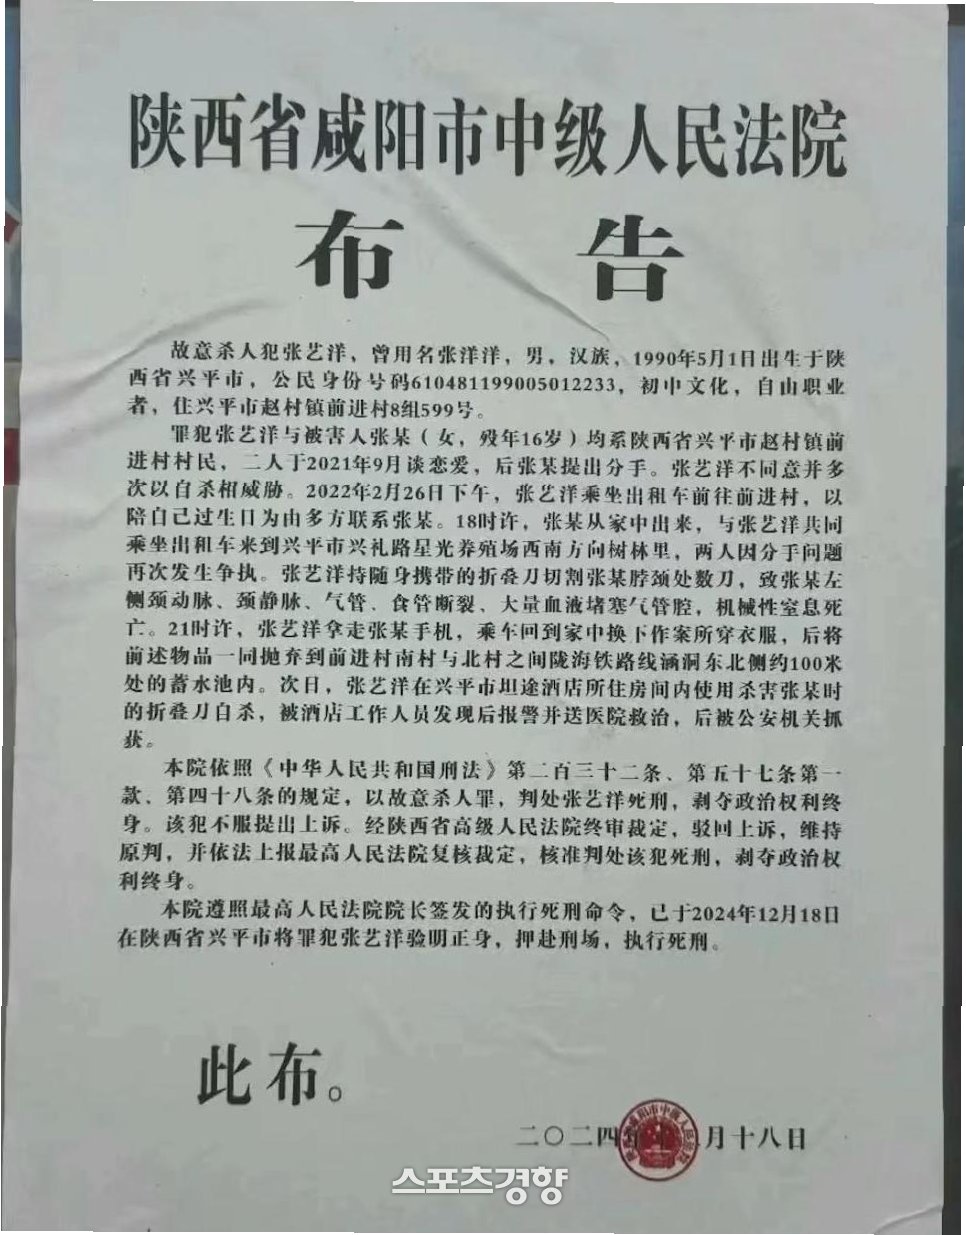 陕西省咸阳市中级人民法院
布告
故意杀人犯张艺洋，曾用名张洋洋，男，汉族，1990年5月1日出生于陕
西省兴平市，公民身份号码610481199005012233，初中文化，自由职业
者，住兴平市赵村镇前进村8组599号。
罪犯张艺洋与被害人张某（女，殁年16岁）均系陕西省兴平市赵村镇前
进村村民，二人于2021年9月谈恋爱，后张某提出分手。张艺洋不同意并多
次以自杀相威胁。2022年2月26日下午，张艺洋乘坐出租车前往前进村，以
陪自己过生日为由多方联系张某。18时许，张某从家中出来，与张艺洋共同
乘坐出租车来到兴平市兴礼路星光养殖场西南方向树林里，两人因分手问题
再次发生争执。张艺洋持随身携带的折叠刀切割张某脖颈处数刀，致张某左
侧颈动脉、颈静脉、气管、食管断裂、大量血液堵塞气管腔，机械性窒息死
亡。21时许，张艺洋拿走张某手机，乘车回到家中换下作案所穿衣服，后将
前述物品一同抛弃到前进村南村与北村之间陇海铁路线涵洞东北侧约100米
处的蓄水池内。次日，张艺洋在兴平市坦途酒店所住房间内使用杀害张某时
的折叠刀自杀，被酒店工作人员发现后报警并送医院救治，后被公安机关抓
获。
本院依照《中华人民共和国刑法》第二百三十二条、第五十七条第一
款、第四十八条的规定，以故意杀人罪，判处张艺洋死刑，剥夺政治权利终
身。该犯不服提出上诉。经陕西省高级人民法院终审裁定，驳回上诉，维持
原判，并依法上报最高人民法院复核裁定，核准判处该犯死刑，剥夺政治权
利终身。
本院遵照最高人民法院院长签发的执行死刑命令，已于2024年12月18日
在陕西省兴平市将罪犯张艺洋验明正身，押赴刑场，执行死刑。
此布。
二〇二四 月十八日
스포츠경향